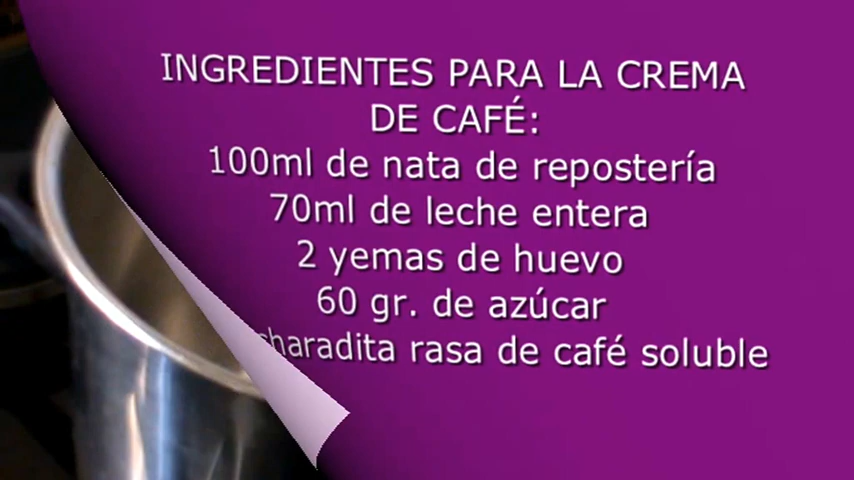 INGREDIENTES PARA LA CREMA
DE CAFÉ:
100ml de nata de repostería
70ml de leche entera
2 yemas de huevo
60 gr. de azúcar
rasa de café soluble